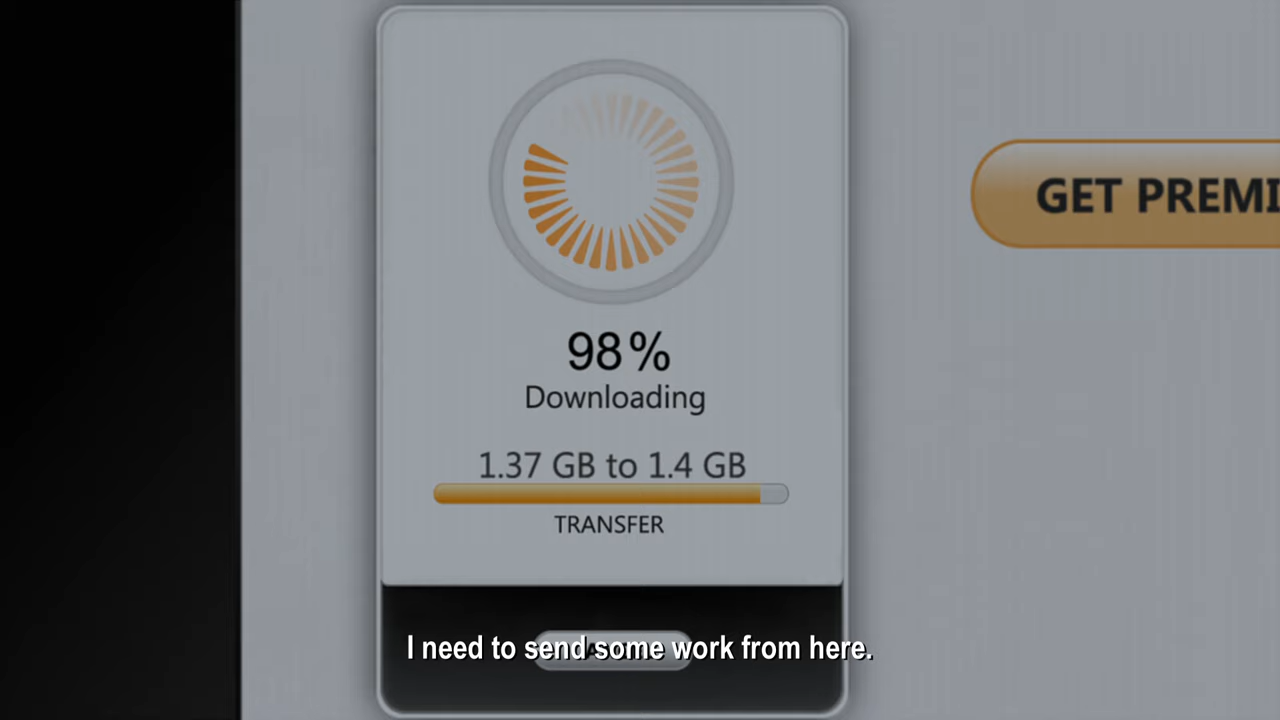 GET PREMI
98%
Downloading
1.37 GB to 1.4 GB
TRANSFER
I need to send some work from here.